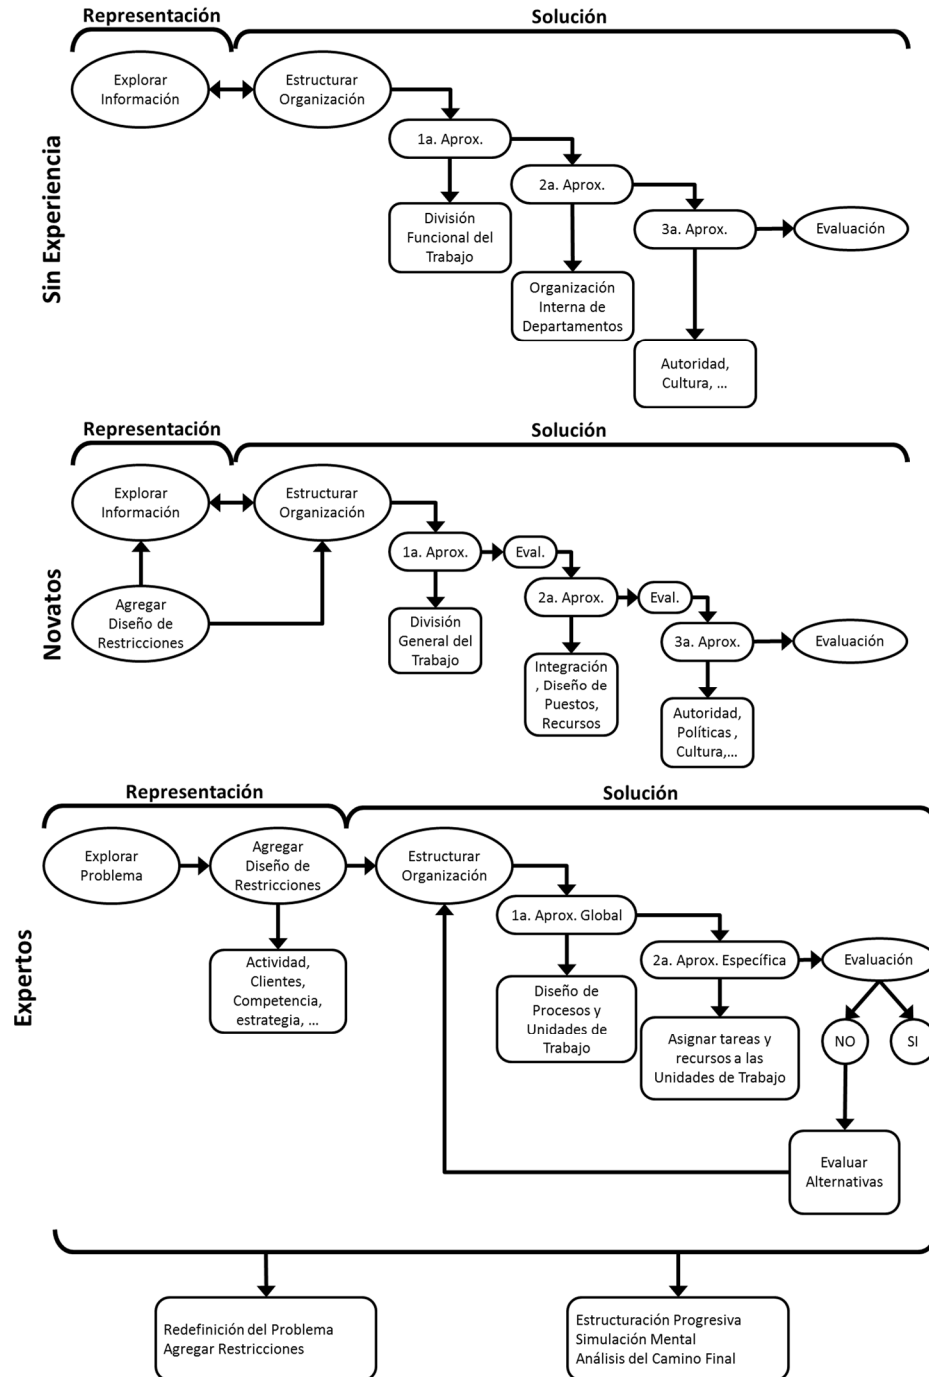 Representación
Solución
Sin Experiencia
Explorar
Información
Estructurar
Organización
1a. Aprox.
2a. Aprox.
3a. Aprox.
Evaluación
División
Funcional del
Trabajo
Organización
Interna de
Departamentos
Autoridad,
Cultura, ...
Representación
Solución
Novatos
Explorar
Información
Estructurar
Organización
Agregar
Diseño de
Restricciones
1a. Aprox.
Eval.
2a. Aprox.
Eval.
3a. Aprox.
Evaluación
División
General del
Trabajo
Integración
, Diseño de
Puestos,
Recursos
Autoridad,
Políticas ,
Cultura,...
Representación
Solución
Expertos
Explorar
Problema
Agregar
Diseño de
Restricciones
Estructurar
Organización
1a. Aprox. Global
2a. Aprox. Específica
Evaluación
Actividad,
Clientes,
Competencia,
estrategia, ...
Diseño de
Procesos y
Unidades de
Trabajo
Asignar tareas y
recursos a las
Unidades de Trabajo
NO
SI
Evaluar
Alternativas
Redefinición del Problema
Agregar Restricciones
Estructuración Progresiva
Simulación Mental
Análisis del Camino Final